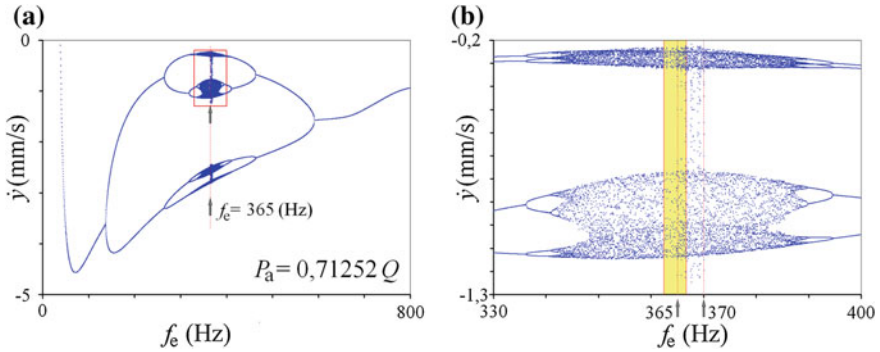 (a)
0
ẏ (mm/s)
fe = 365 (Hz)
Pa = 0,71252 Q
-5
0
400
800
fe (Hz)
(b)
-0,2
ẏ (mm/s)
-1,3
330
365
370
400
fe (Hz)